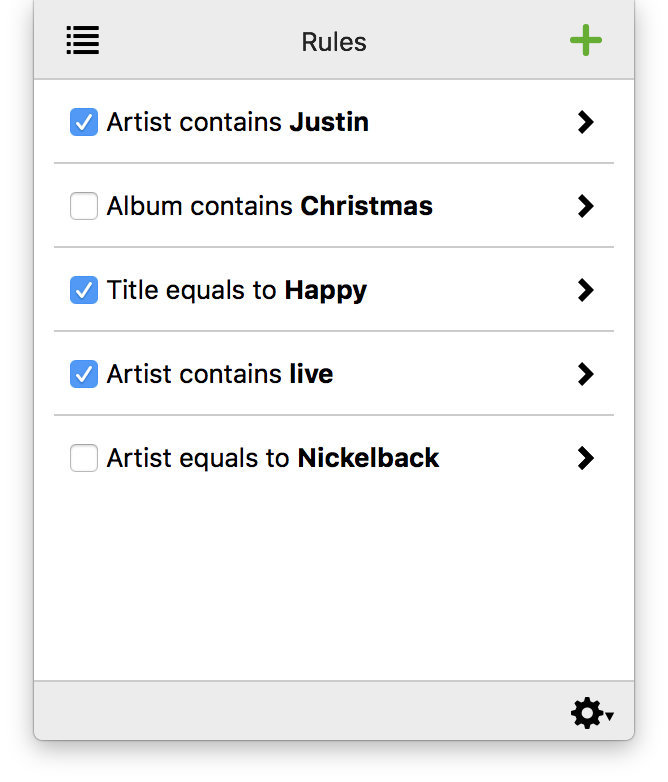 Rules
Artist contains Justin
Album contains Christmas
Title equals to Happy
Artist contains live
Artist equals to Nickelback